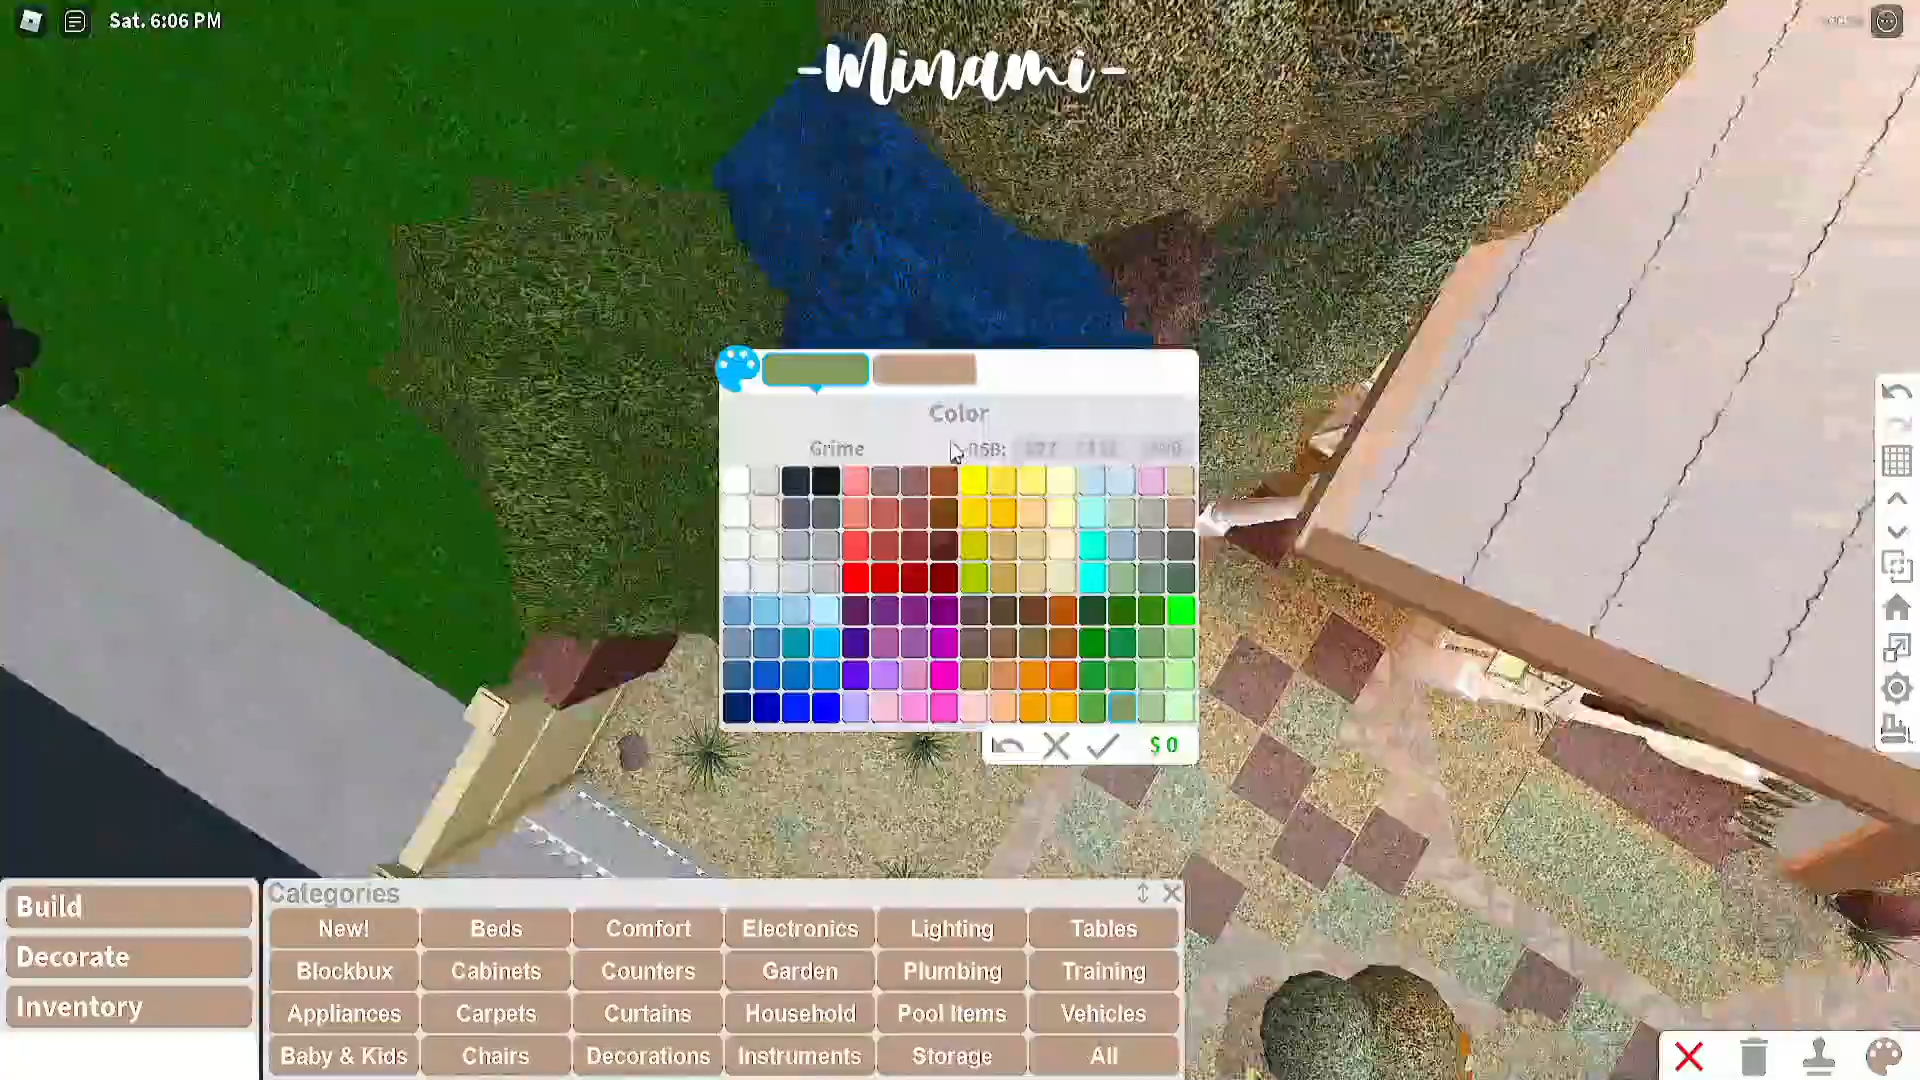 Sat. 6:06 PM
-Minami-
Color
Grime
RGB:
$ 0
Build
Decorate
Inventory
Categories
New! Beds Comfort Electronics Lighting Tables
Blockbux Cabinets Counters Garden Plumbing Training
Appliances Carpets Curtains Household Pool Items Vehicles
Baby & Kids Chairs Decorations Instruments Storage All